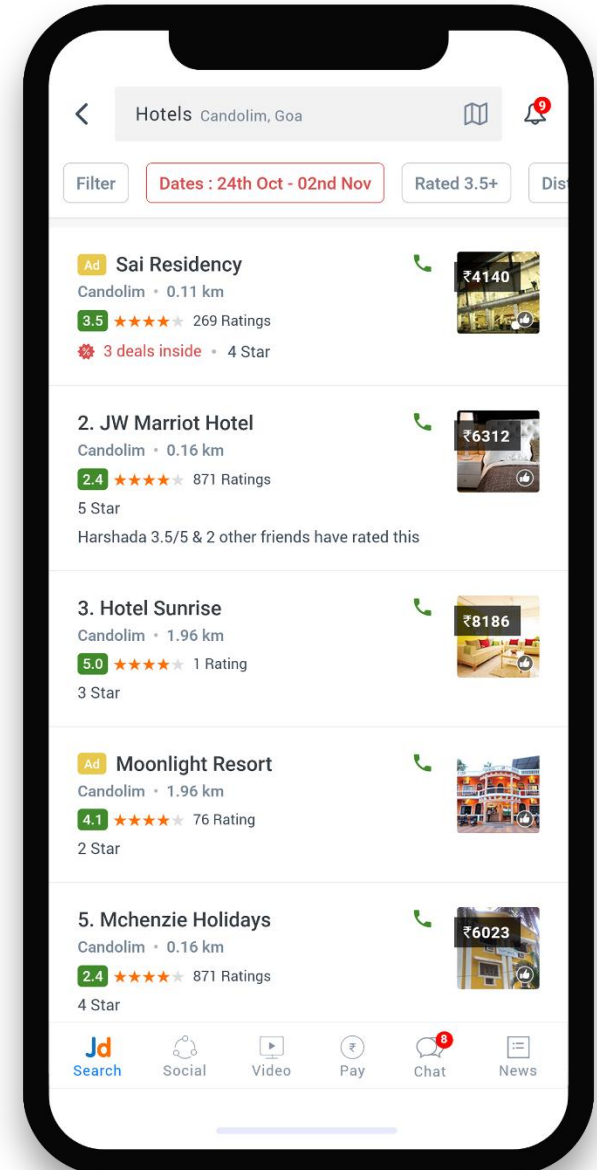 Hotels Candolim, Goa
9
Filter
Dates : 24th Oct - 02nd Nov
Rated 3.5+
Dist
Ad Sai Residency
₹4140
Candolim • 0.11 km
3.5 ★★★★★ 269 Ratings
3 deals inside • 4 Star
2. JW Marriot Hotel
₹6312
Candolim • 0.16 km
2.4 ★★★★★ 871 Ratings
5 Star
Harshada 3.5/5 & 2 other friends have rated this
3. Hotel Sunrise
₹8186
Candolim • 1.96 km
5.0 ★★★★★ 1 Rating
3 Star
Ad Moonlight Resort
Candolim • 1.96 km
4.1 ★★★★★ 76 Rating
2 Star
5. Mchenzie Holidays
₹6023
Candolim • 0.16 km
2.4 ★★★★★ 871 Ratings
4 Star
Jd
8
Search Social Video Pay Chat News